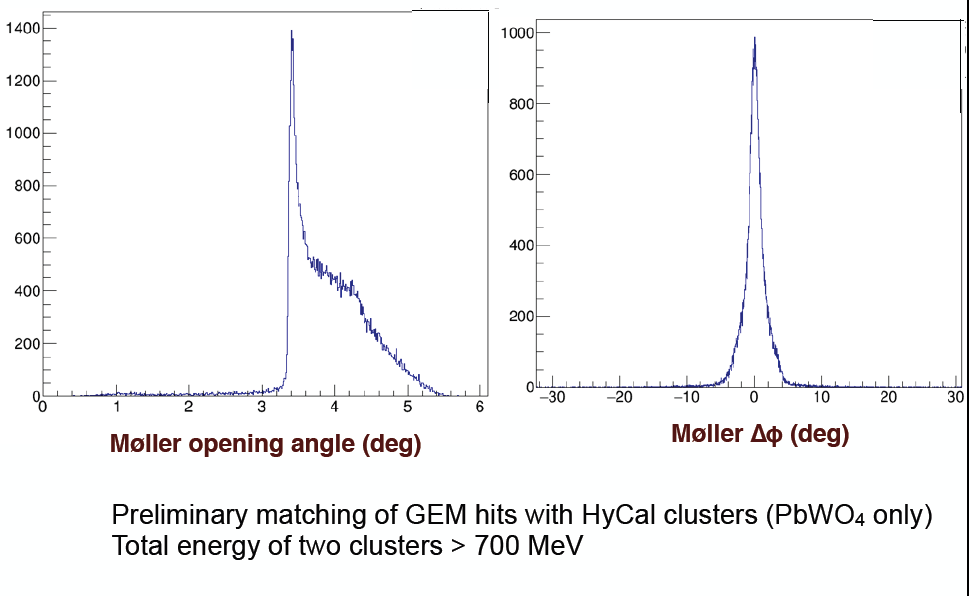 1400
1200
1000
800
600
400
200
0
0 1 2 3 4 5 6
Møller opening angle (deg)
1000
800
600
400
200
0
−30 −20 −10 0 10 20 30
Møller Δϕ (deg)
Preliminary matching of GEM hits with HyCal clusters (PbWO₄ only)
Total energy of two clusters > 700 MeV